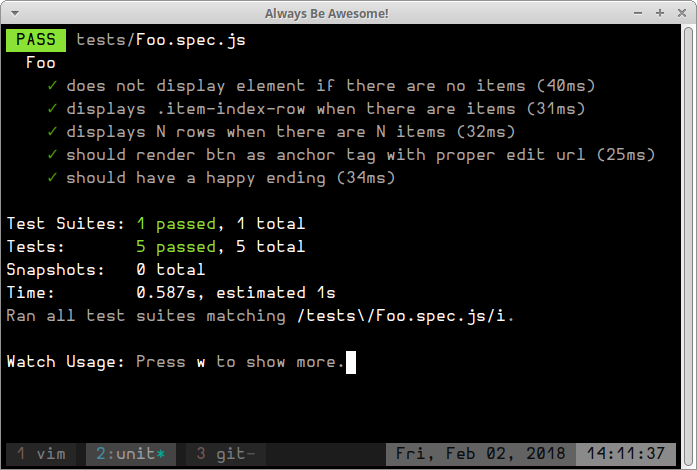 Always Be Awesome!
PASS tests/Foo.spec.js
Foo
✓ does not display element if there are no items (40ms)
✓ displays .item-index-row when there are items (31ms)
✓ displays N rows when there are N items (32ms)
✓ should render btn as anchor tag with proper edit url (25ms)
✓ should have a happy ending (34ms)
Test Suites: 1 passed, 1 total
Tests: 5 passed, 5 total
Snapshots: 0 total
Time: 0.587s, estimated 1s
Ran all test suites matching /tests\/Foo.spec.js/i.
Watch Usage: Press w to show more.
1 vim 2:unit* 3 git- Fri, Feb 02, 2018 14:11:37